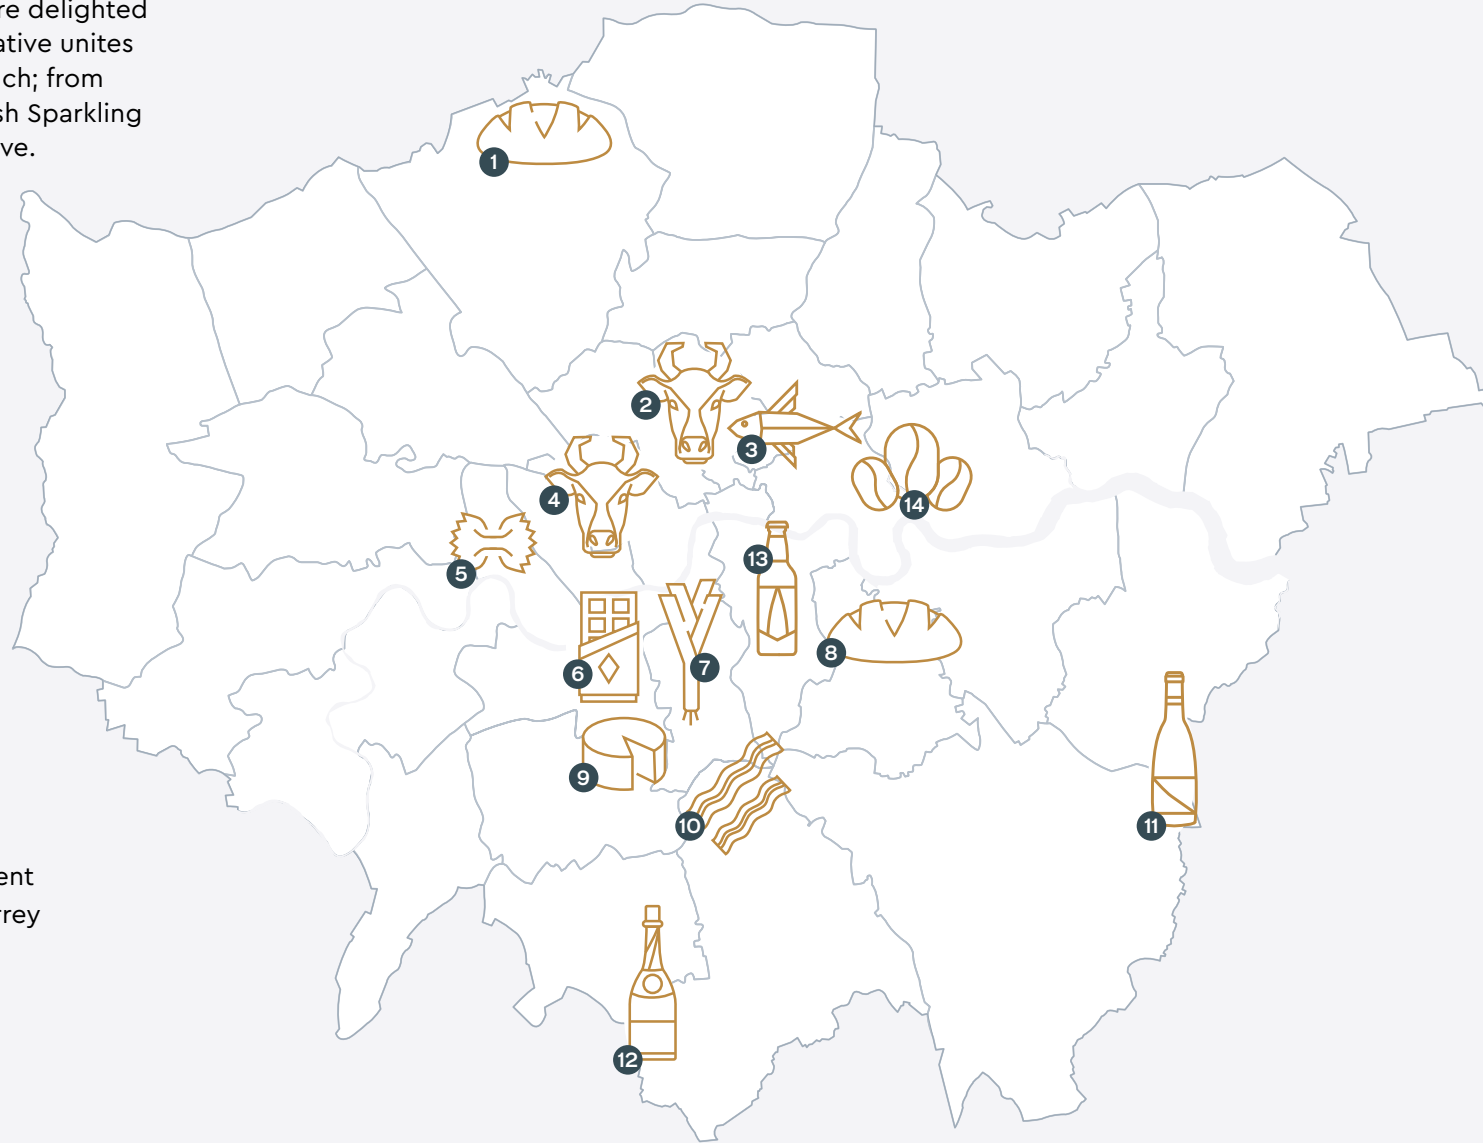 re delighted
ative unites
ch; from
sh Sparkling
ve.
1
2
3
4
14
13
5
8
6
7
9
10
11
ent
rrey
12